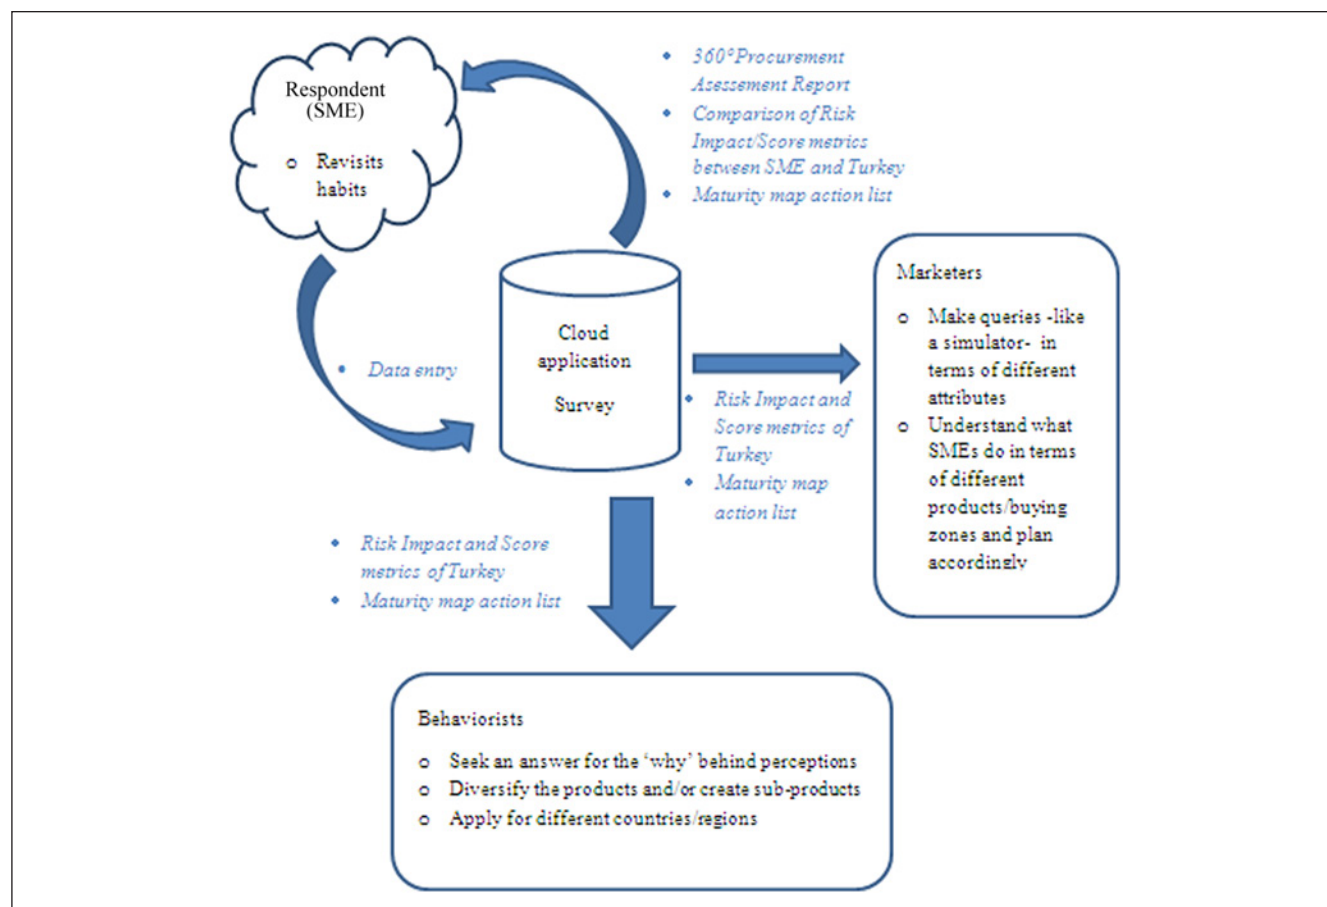 Respondent
(SME)
o Revisits
habits
• 360° Procurement
Asessement Report
• Comparison of Risk
Impact/Score metrics
between SME and Turkey
• Maturity map action list
• Data entry
Cloud
application
Survey
• Risk Impact and
Score metrics of
Turkey
• Maturity map
action list
Marketers
o Make queries -like
a simulator- in
terms of different
attributes
o Understand what
SMEs do in terms
of different
products/buying
zones and plan
accordingly
• Risk Impact and Score
metrics of Turkey
• Maturity map action list
Behaviorists
o Seek an answer for the ‘why’ behind perceptions
o Diversify the products and/or create sub-products
o Apply for different countries/regions